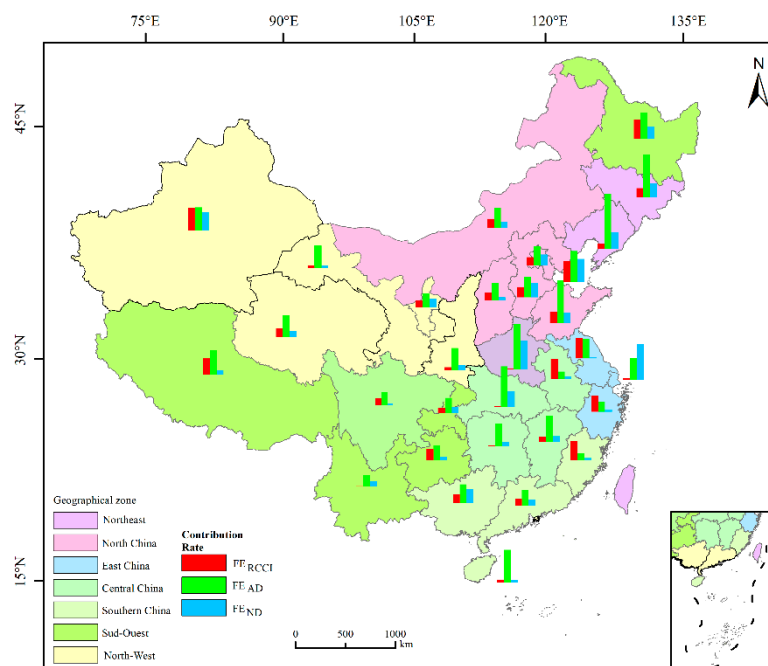 75°E 90°E 105°E 120°E 135°E
N
45°N
30°N
15°N
Geographical zone
Northeast
North China
East China
Central China
Southern China
Sud-Ouest
North-West
Contribution
Rate
FE RCCI
FE AD
FE ND
0 500 1000
km